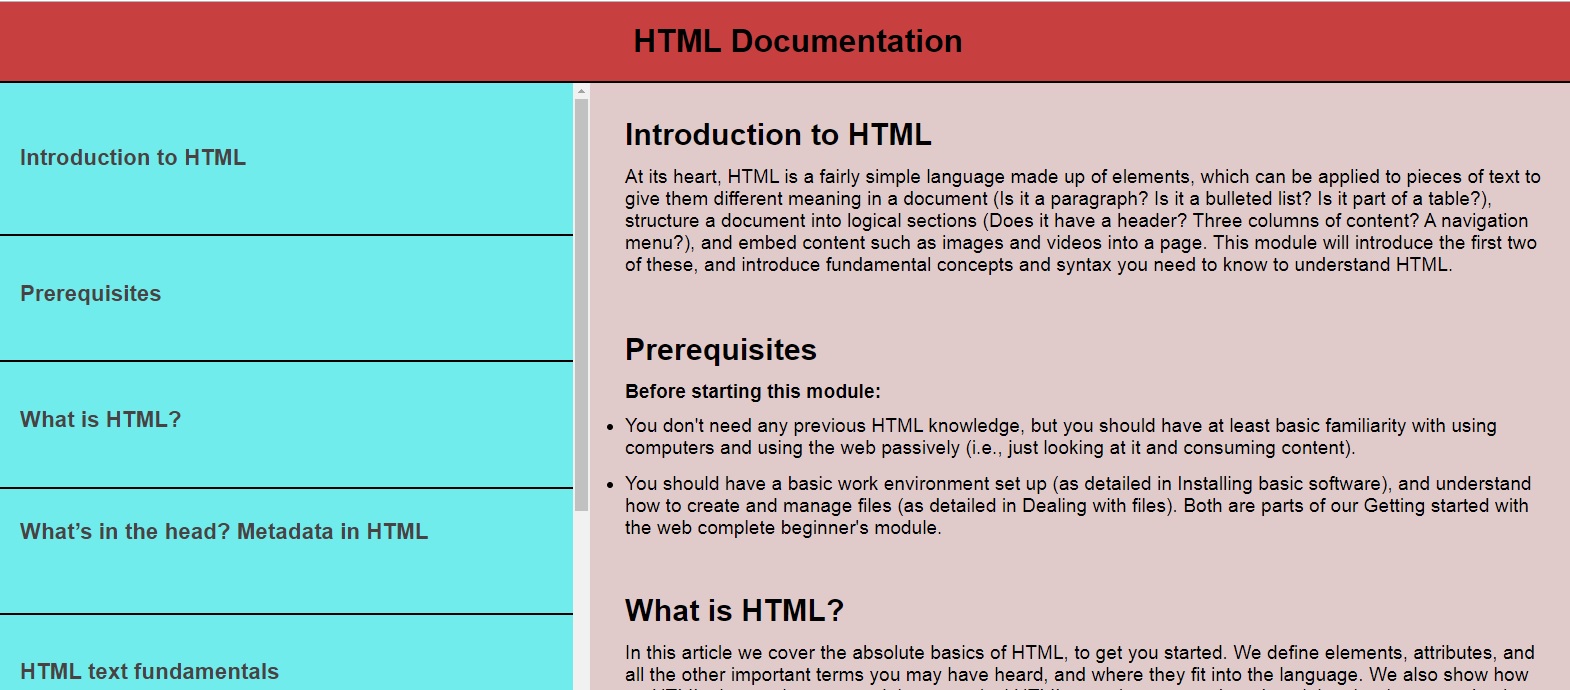 HTML Documentation
Introduction to HTML
Prerequisites
What is HTML?
What’s in the head? Metadata in HTML
HTML text fundamentals
Introduction to HTML
At its heart, HTML is a fairly simple language made up of elements, which can be applied to pieces of text to
give them different meaning in a document (Is it a paragraph? Is it a bulleted list? Is it part of a table?),
structure a document into logical sections (Does it have a header? Three columns of content? A navigation
menu?), and embed content such as images and videos into a page. This module will introduce the first two
of these, and introduce fundamental concepts and syntax you need to know to understand HTML.
Prerequisites
Before starting this module:
• You don't need any previous HTML knowledge, but you should have at least basic familiarity with using
computers and using the web passively (i.e., just looking at it and consuming content).
• You should have a basic work environment set up (as detailed in Installing basic software), and understand
how to create and manage files (as detailed in Dealing with files). Both are parts of our Getting started with
the web complete beginner's module.
What is HTML?
In this article we cover the absolute basics of HTML, to get you started. We define elements, attributes, and
all the other important terms you may have heard, and where they fit into the language. We also show how